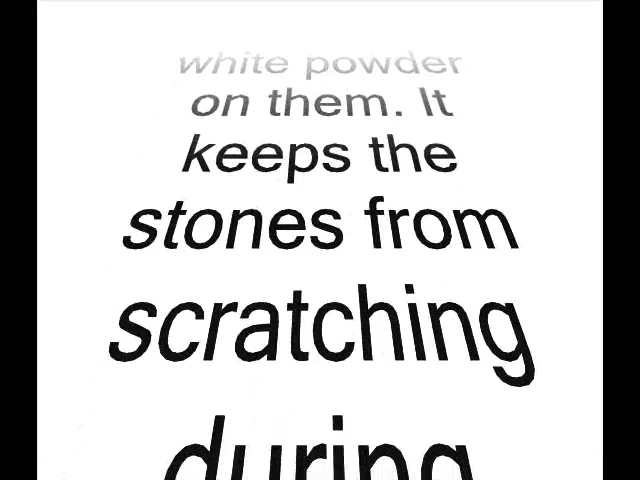 white powder
on them. It
keeps the
stones from
scratching
during